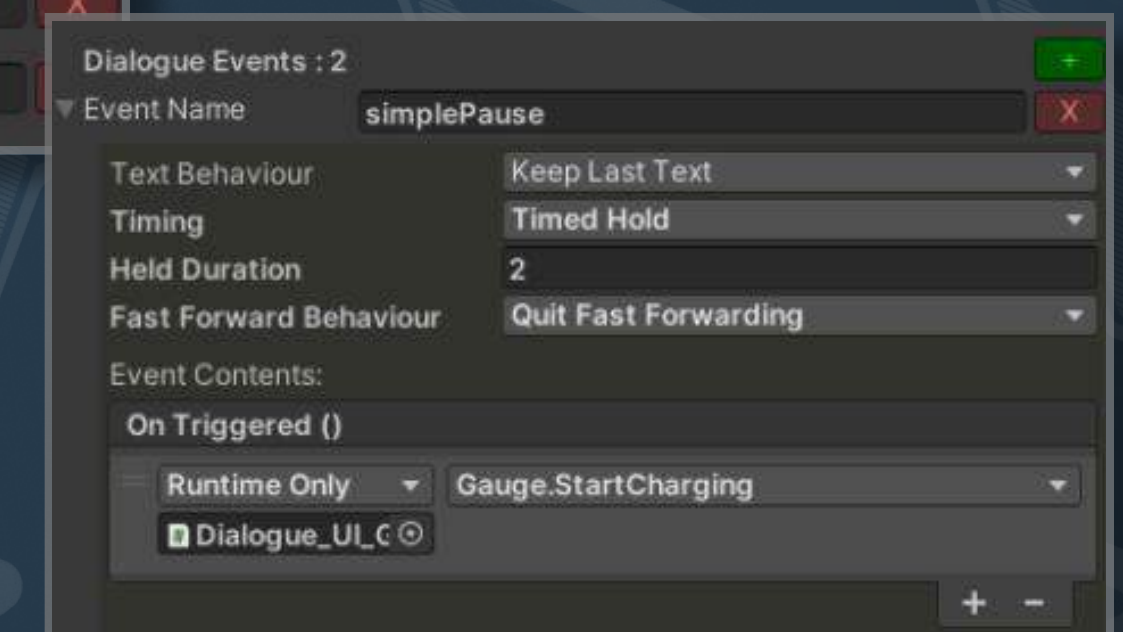 X
Dialogue Events : 2 +
Event Name simplePause X
Text Behaviour Keep Last Text
Timing Timed Hold
Held Duration 2
Fast Forward Behaviour Quit Fast Forwarding
Event Contents:
On Triggered ()
Runtime Only Gauge.StartCharging
Dialogue_UI_
+ -